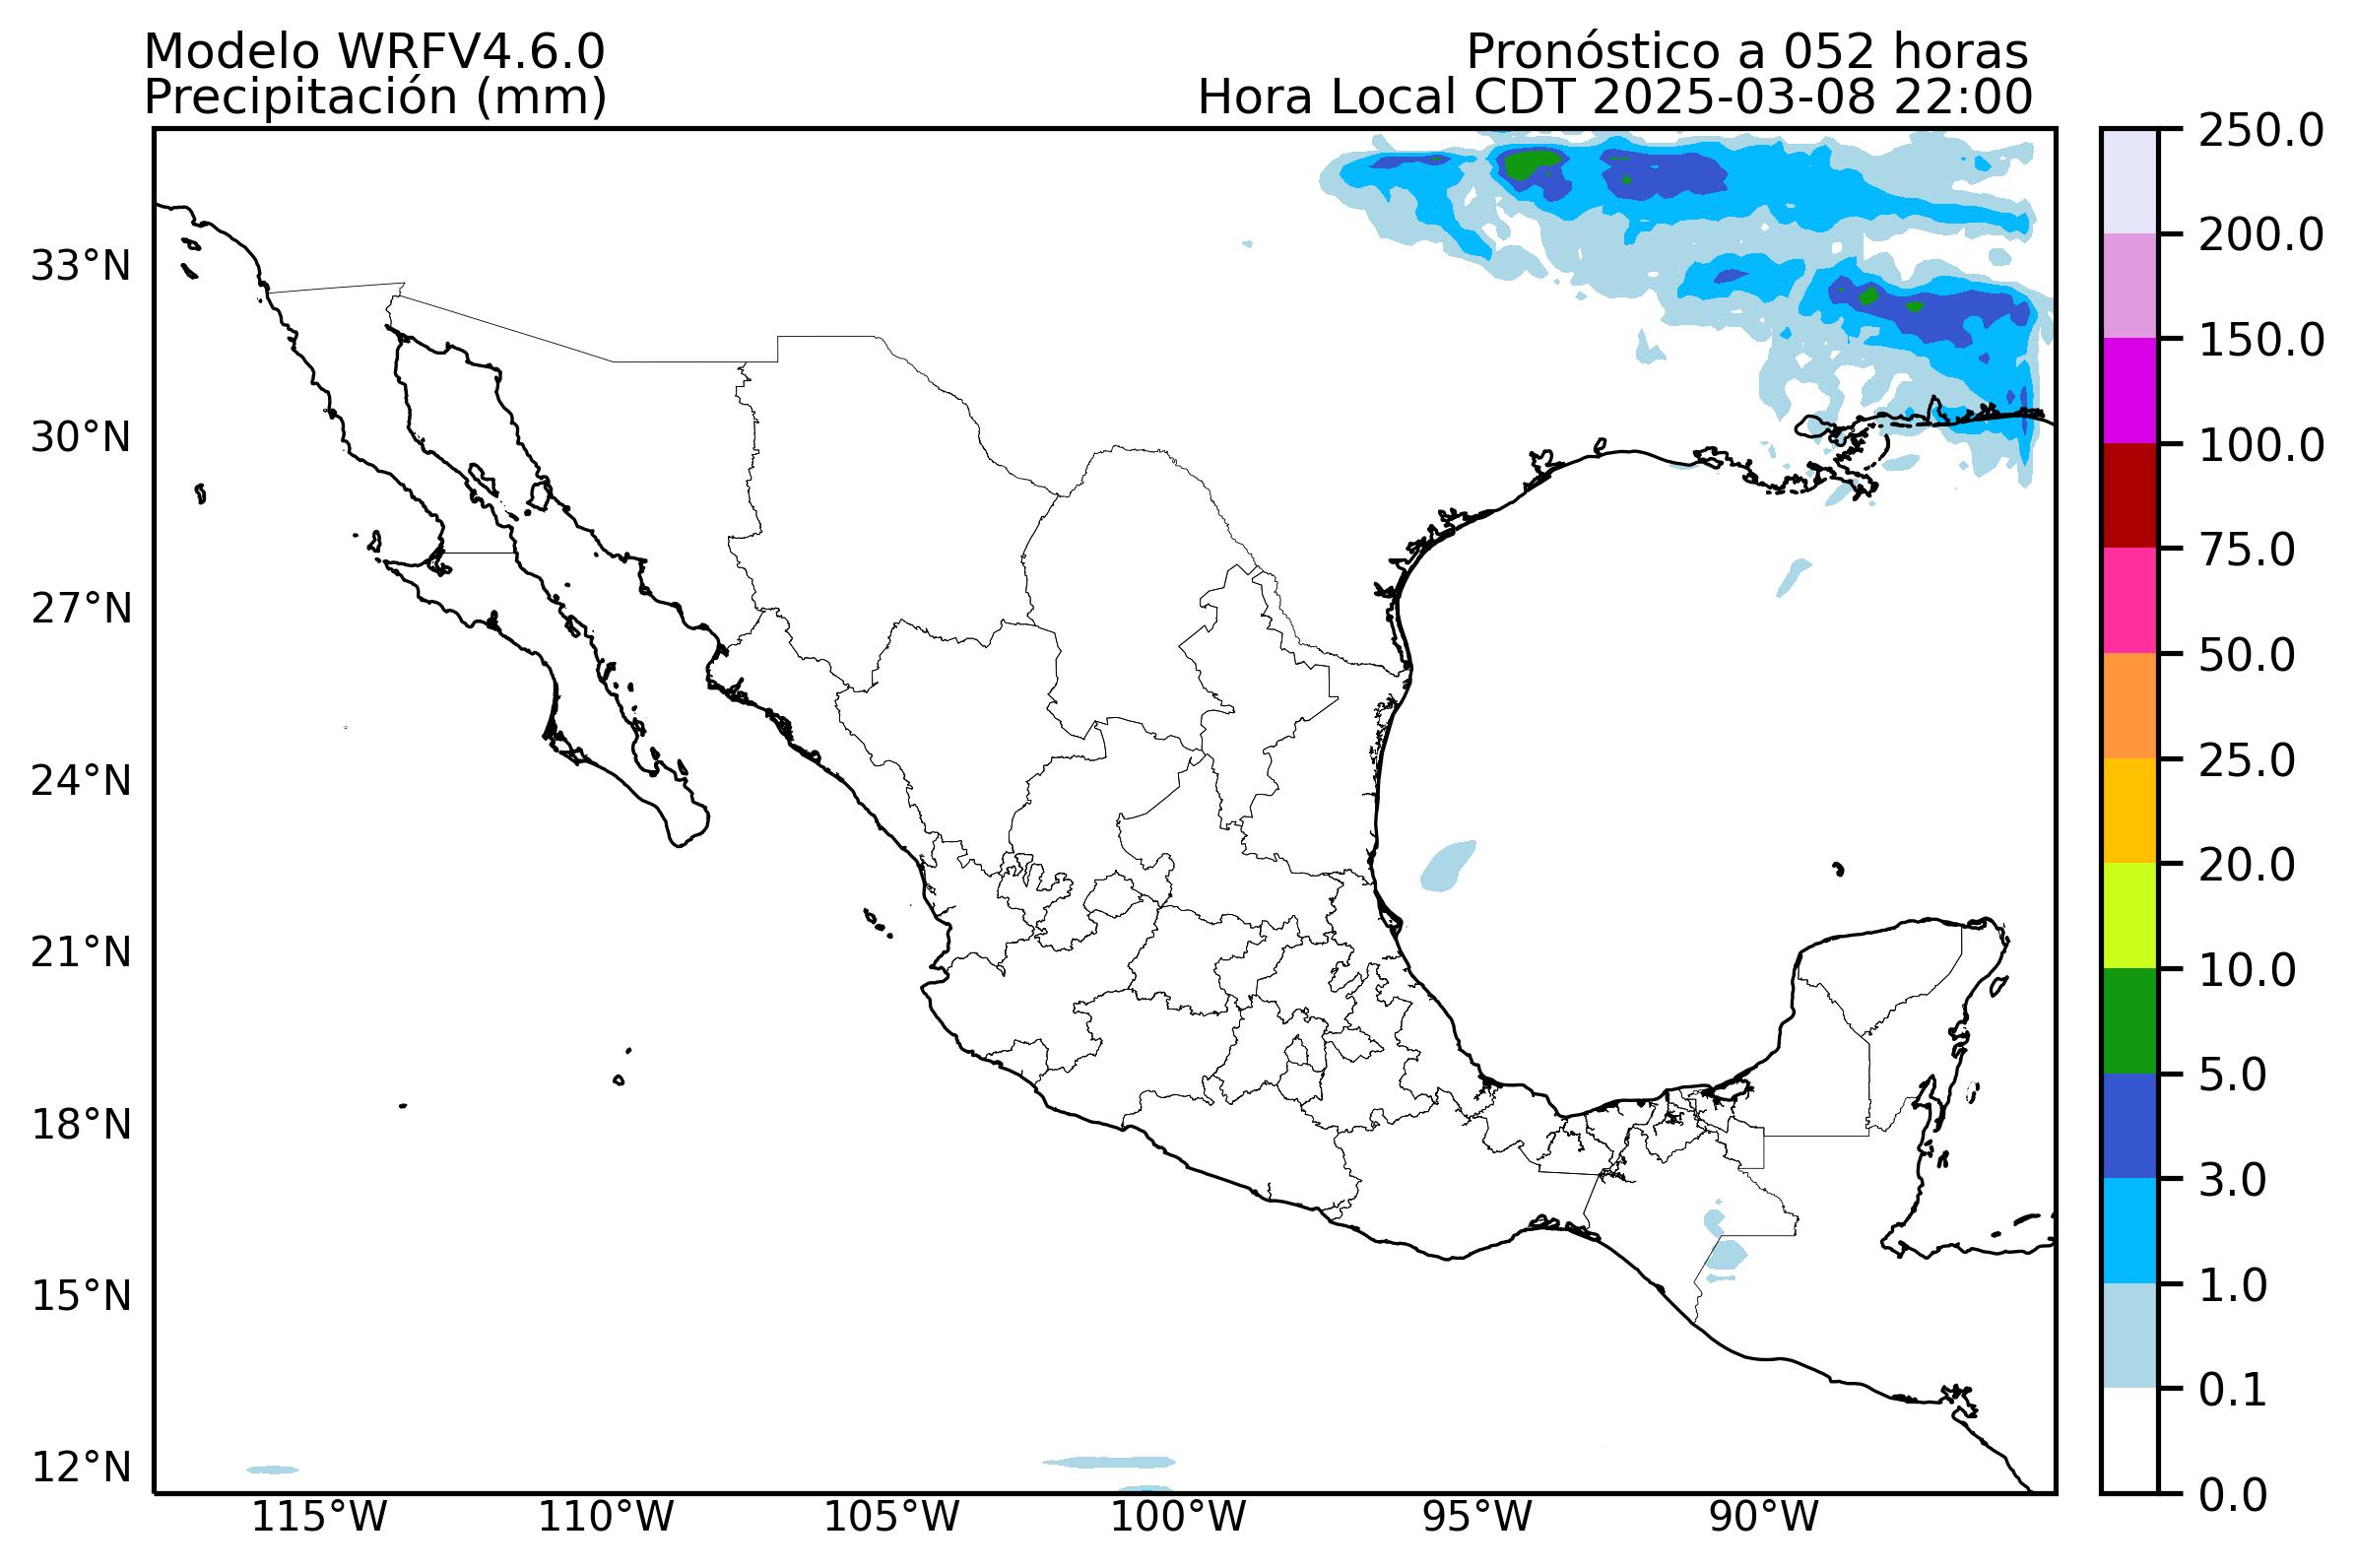 Modelo WRFV4.6.0
Precipitación (mm)
Pronóstico a 052 horas
Hora Local CDT 2025-03-08 22:00
33°N
30°N
27°N
24°N
21°N
18°N
15°N
12°N
115°W
110°W
105°W
100°W
95°W
90°W
250.0
200.0
150.0
100.0
75.0
50.0
25.0
20.0
10.0
5.0
3.0
1.0
0.1
0.0